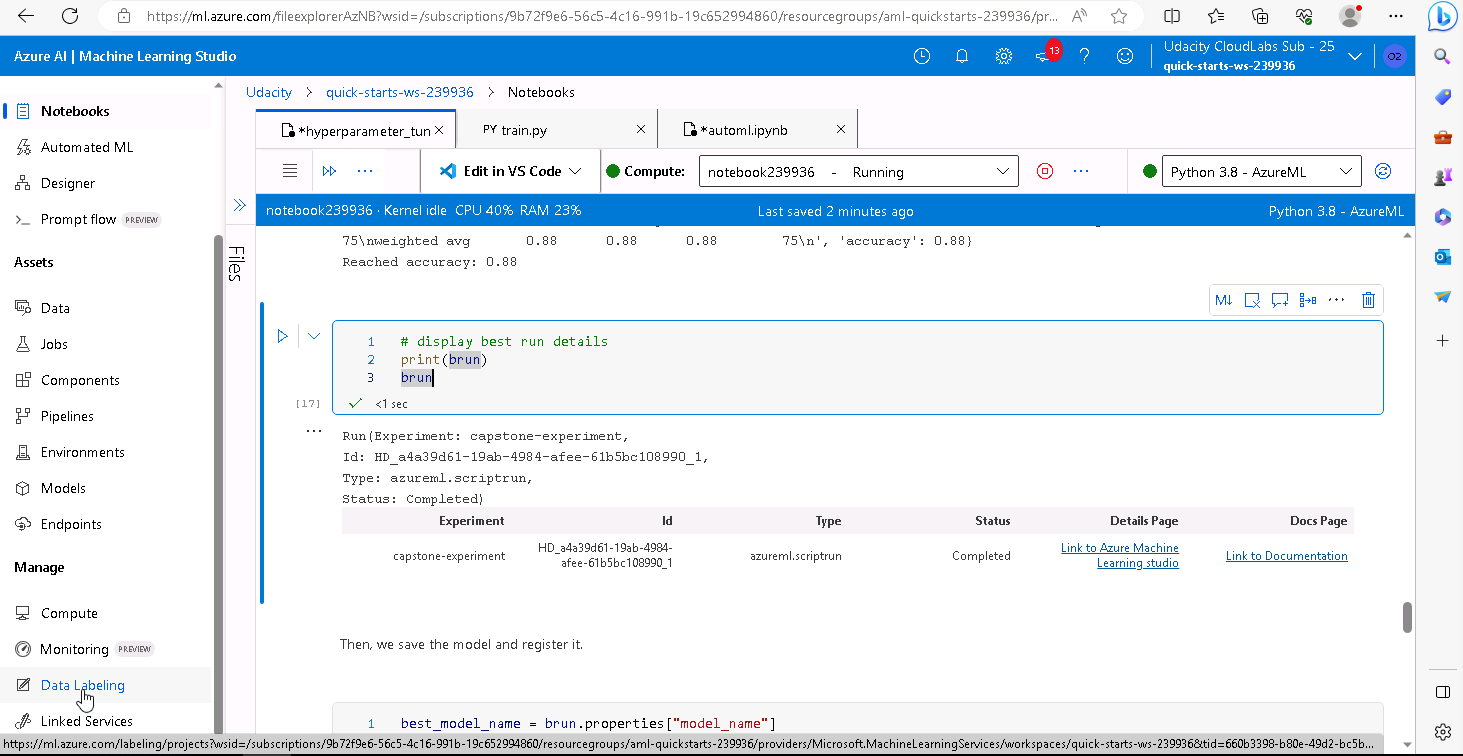 https://ml.azure.com/fileexplorerAzNB?wsid=/subscriptions/9b72f9e6-56c5-4c16-991b-19c652994860/resourcegroups/aml-quickstarts-239936/pr...
Azure AI | Machine Learning Studio
13
Udacity CloudLabs Sub - 25
quick-starts-ws-239936
O2
Notebooks
Automated ML
Designer
Prompt flow PREVIEW
Assets
Data
Jobs
Components
Pipelines
Environments
Models
Endpoints
Manage
Compute
Monitoring PREVIEW
Data Labeling
Linked Services
Udacity > quick-starts-ws-239936 > Notebooks
*hyperparameter_tun
PY train.py
*automl.ipynb
Edit in VS Code
Compute:
notebook239936 - Running
Python 3.8 - AzureML
notebook239936 · Kernel idle CPU 40% RAM 23%
Last saved 2 minutes ago
Python 3.8 - AzureML
Files
75\nweighted avg 0.88 0.88 0.88 75\n', 'accuracy': 0.88}
Reached accuracy: 0.88
M↓
1 # display best run details
2 print(brun)
3 brun
[17]
<1 sec
Run(Experiment: capstone-experiment,
Id: HD_a4a39d61-19ab-4984-afee-61b5bc108990_1,
Type: azureml.scriptrun,
Status: Completed)
Experiment Id Type Status Details Page Docs Page
capstone-experiment HD_a4a39d61-19ab-4984-afee-61b5bc108990_1 azureml.scriptrun Completed Link to Azure Machine Learning studio Link to Documentation
Then, we save the model and register it.
1 best_model_name = brun.properties["model_name"]
https://ml.azure.com/labeling/projects?wsid=/subscriptions/9b72f9e6-56c5-4c16-991b-19c652994860/resourcegroups/aml-quickstarts-239936/providers/Microsoft.MachineLearningServices/workspaces/quick-starts-ws-239936&tid=660b3398-b80e-49d2-bc5b...